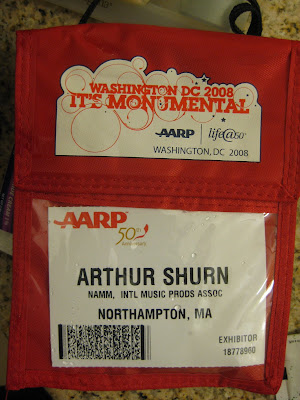 WASHINGTON DC 2008
IT'S MONUMENTAL
AARP life@50+
WASHINGTON, DC 2008
AARP
50th
ARTHUR SHURN
NAMM, INTL MUSIC PRODS ASSOC
NORTHAMPTON, MA
EXHIBITOR
18778960